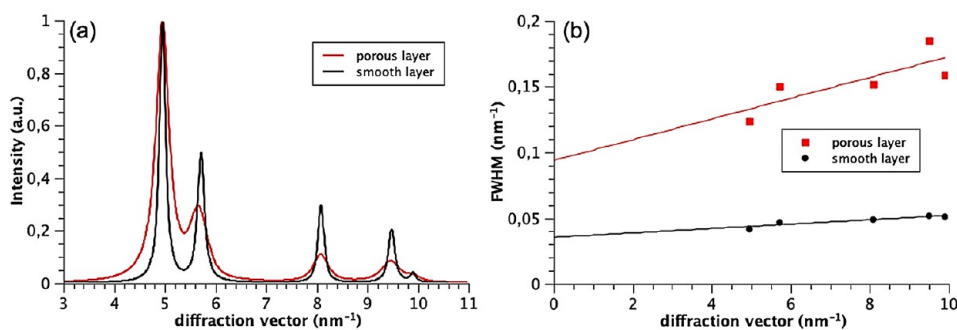 (a)
Intensity (a.u.)
1
0,8
0,6
0,4
0,2
0
porous layer
smooth layer
3 4 5 6 7 8 9 10 11
diffraction vector (nm⁻¹)
(b)
FWHM (nm⁻¹)
0,2
0,15
0,1
0,05
0
porous layer
smooth layer
0 2 4 6 8 10
diffraction vector (nm⁻¹)